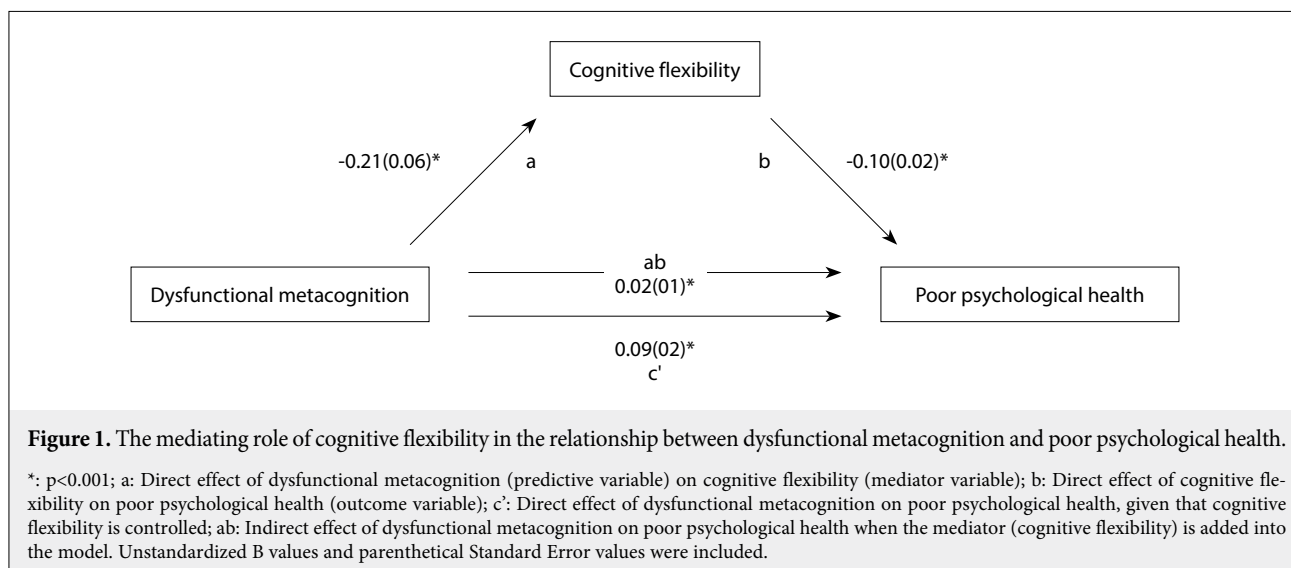 Cognitive flexibility
-0.21(0.06)*
a
b
-0.10(0.02)*
Dysfunctional metacognition
ab
0.02(01)*
Poor psychological health
0.09(02)*
c'
Figure 1. The mediating role of cognitive flexibility in the relationship between dysfunctional metacognition and poor psychological health.
*: p<0.001; a: Direct effect of dysfunctional metacognition (predictive variable) on cognitive flexibility (mediator variable); b: Direct effect of cognitive fle-
xibility on poor psychological health (outcome variable); c’: Direct effect of dysfunctional metacognition on poor psychological health, given that cognitive
flexibility is controlled; ab: Indirect effect of dysfunctional metacognition on poor psychological health when the mediator (cognitive flexibility) is added into
the model. Unstandardized B values and parenthetical Standard Error values were included.